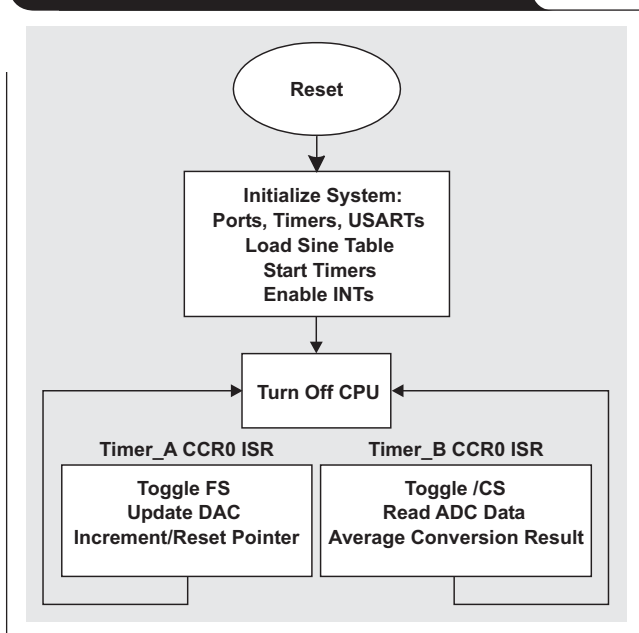 Reset
Initialize System:
Ports, Timers, USARTs
Load Sine Table
Start Timers
Enable INTs
Turn Off CPU
Timer_A CCR0 ISR
Toggle FS
Update DAC
Increment/Reset Pointer
Timer_B CCR0 ISR
Toggle /CS
Read ADC Data
Average Conversion Result